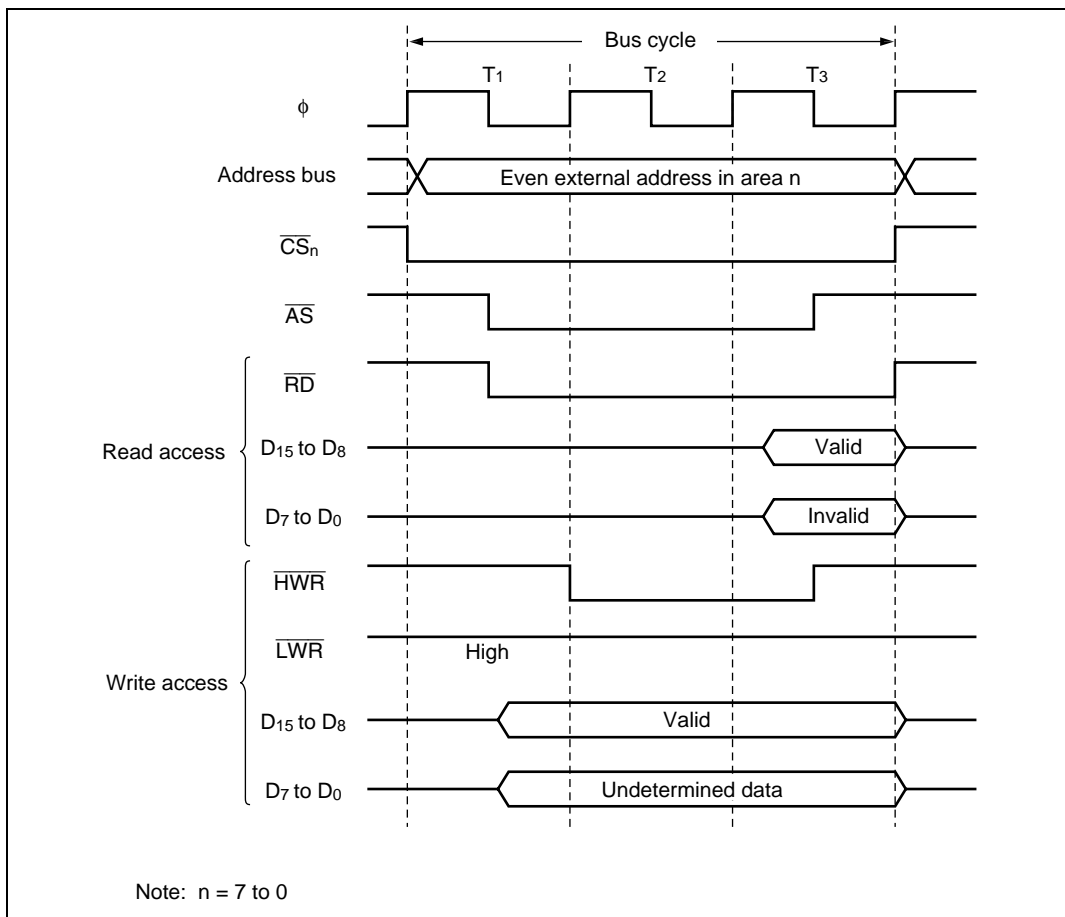 Bus cycle
T1 T2 T3
ϕ
Address bus Even external address in area n
CSn
AS
RD
Read access D15 to D8 Valid
D7 to D0 Invalid
HWR
LWR High
Write access D15 to D8 Valid
D7 to D0 Undetermined data
Note: n = 7 to 0